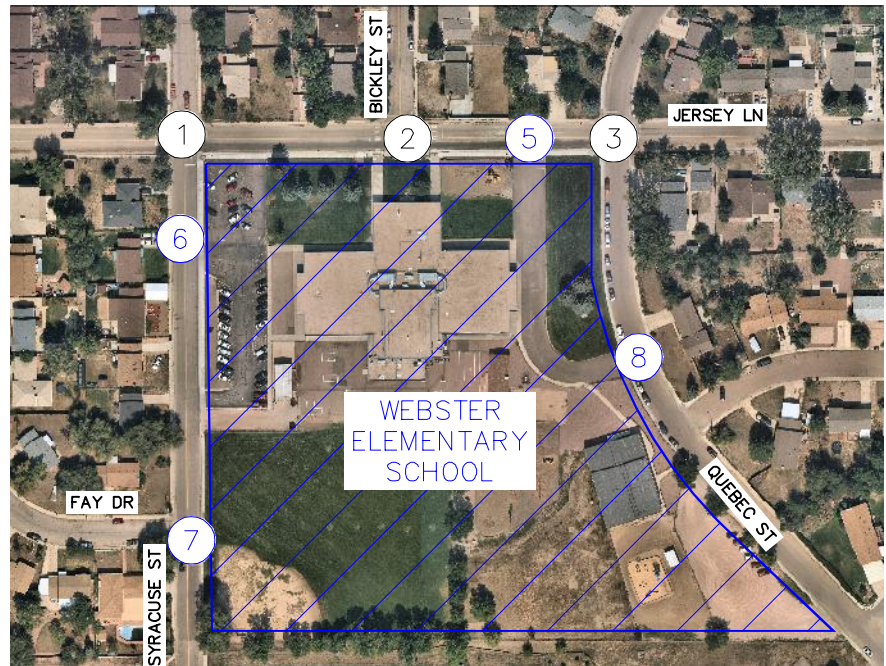 BICKLEY ST
JERSEY LN
1
2
5
3
6
8
WEBSTER
ELEMENTARY
SCHOOL
FAY DR
7
QUEBEC ST
SYRACUSE ST